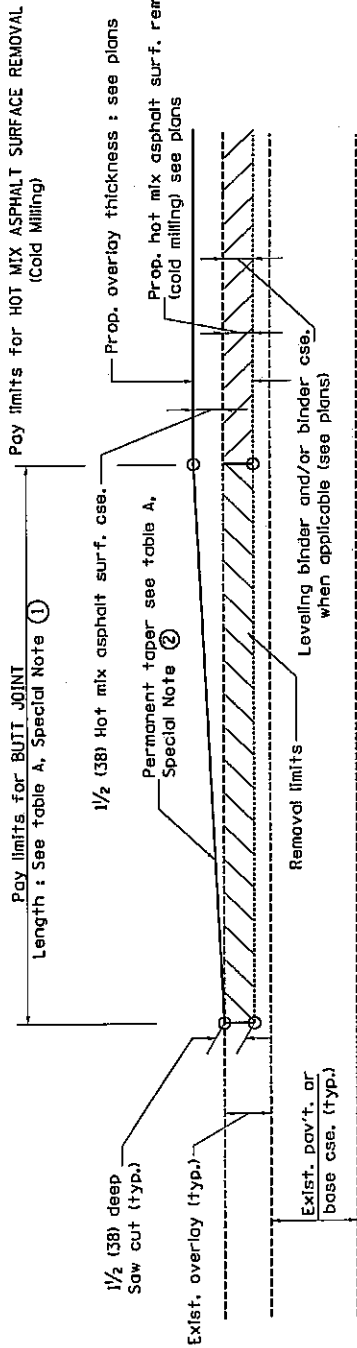 Pay limits for HOT MIX ASPHALT SURFACE REMOVAL
(Cold Milling)
Pay limits for BUTT JOINT
Length : See table A, Special Note ①
Prop. overlay thickness : see plans
1½ (38) Hot mix asphalt surf. cse.
Prop. hot mix asphalt surf. rem
(cold milling) see plans
Permanent taper see table A,
Special Note ②
1½ (38) deep
Saw cut (typ.)
Exist. overlay (typ.)
Removal limits
Leveling binder and/or binder cse.
when applicable (see plans)
Exist. pav't. or
base cse. (typ.)